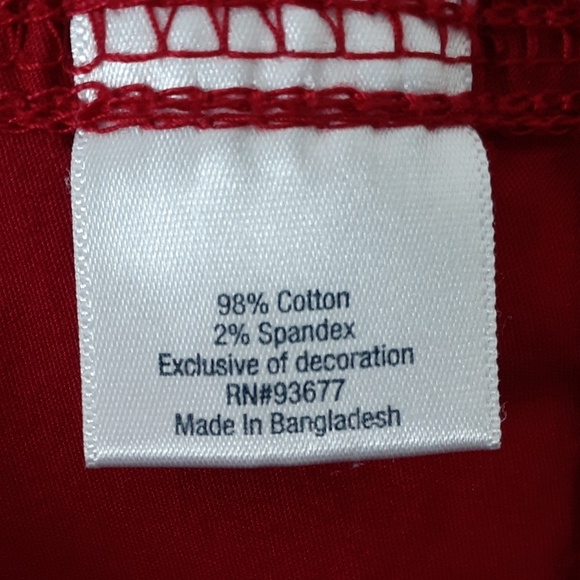 98% Cotton
2% Spandex
Exclusive of decoration
RN#93677
Made In Bangladesh